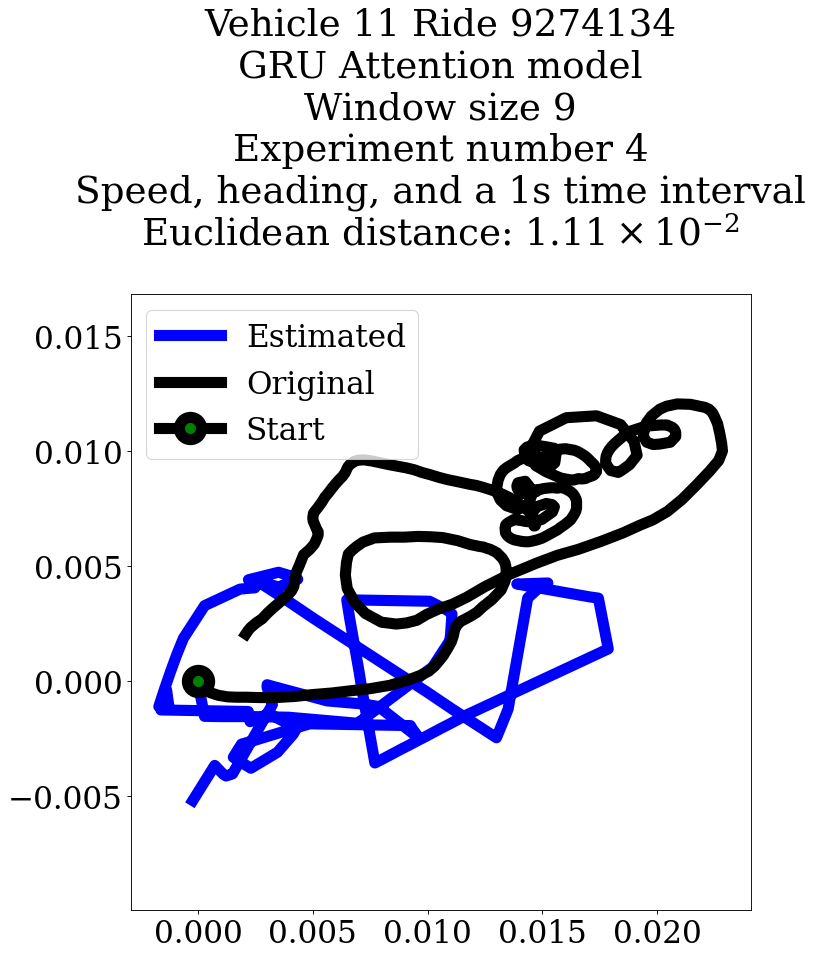 Vehicle 11 Ride 9274134
GRU Attention model
Window size 9
Experiment number 4
Speed, heading, and a 1s time interval
Euclidean distance: 1.11 × 10⁻²
Estimated
Original
Start
0.015
0.010
0.005
0.000
−0.005
0.000 0.005 0.010 0.015 0.020